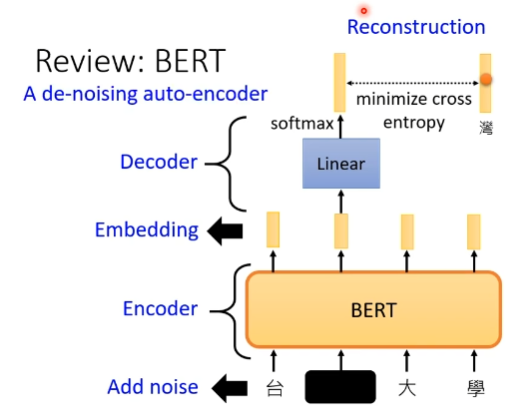 Reconstruction
Review: BERT
A de-noising auto-encoder
minimize cross
entropy
softmax
灣
Decoder
Linear
Embedding
Encoder
BERT
Add noise
台
大
學